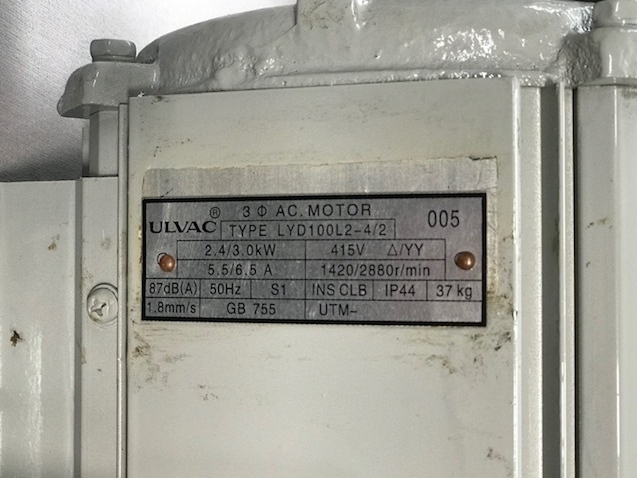 3 Φ AC. MOTOR
ULVAC ® TYPE LYD100L2-4/2 005
2.4/3.0kW 415V △/YY
5.5/6.5 A 1420/2880r/min
87dB(A) 50Hz S1 INS CLB IP44 37 kg
1.8mm/s GB 755 UTM-